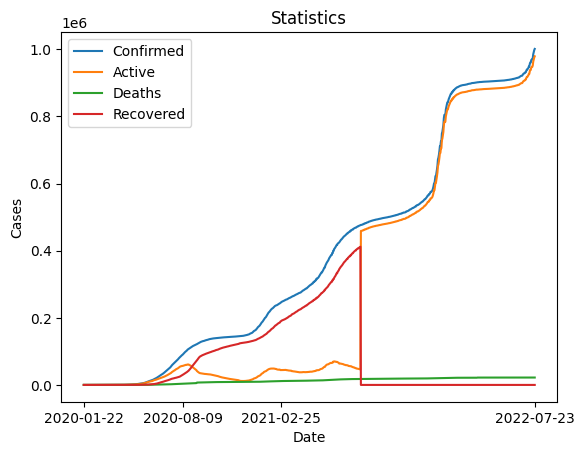 Statistics
1e6
Confirmed
Active
Deaths
Recovered
1.0
0.8
0.6
0.4
0.2
0.0
Cases
2020-01-22 2020-08-09 2021-02-25 2022-07-23
Date